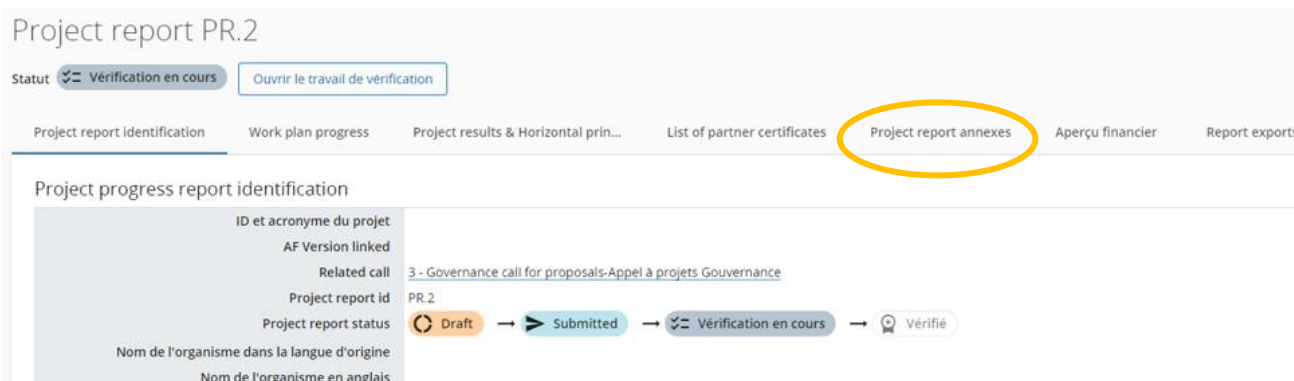 Project report PR.2
Statut Vérification en cours Ouvrir le travail de vérification
Project report identification Work plan progress Project results & Horizontal prin... List of partner certificates Project report annexes Aperçu financier Report exports
Project progress report identification
ID et acronyme du projet
AF Version linked
Related call 3 - Governance call for proposals-Appel à projets Gouvernance
Project report id PR.2
Project report status Draft → Submitted → Vérification en cours → Vérifié
Nom de l'organisme dans la langue d'origine
Nom de l'organisme en anglais